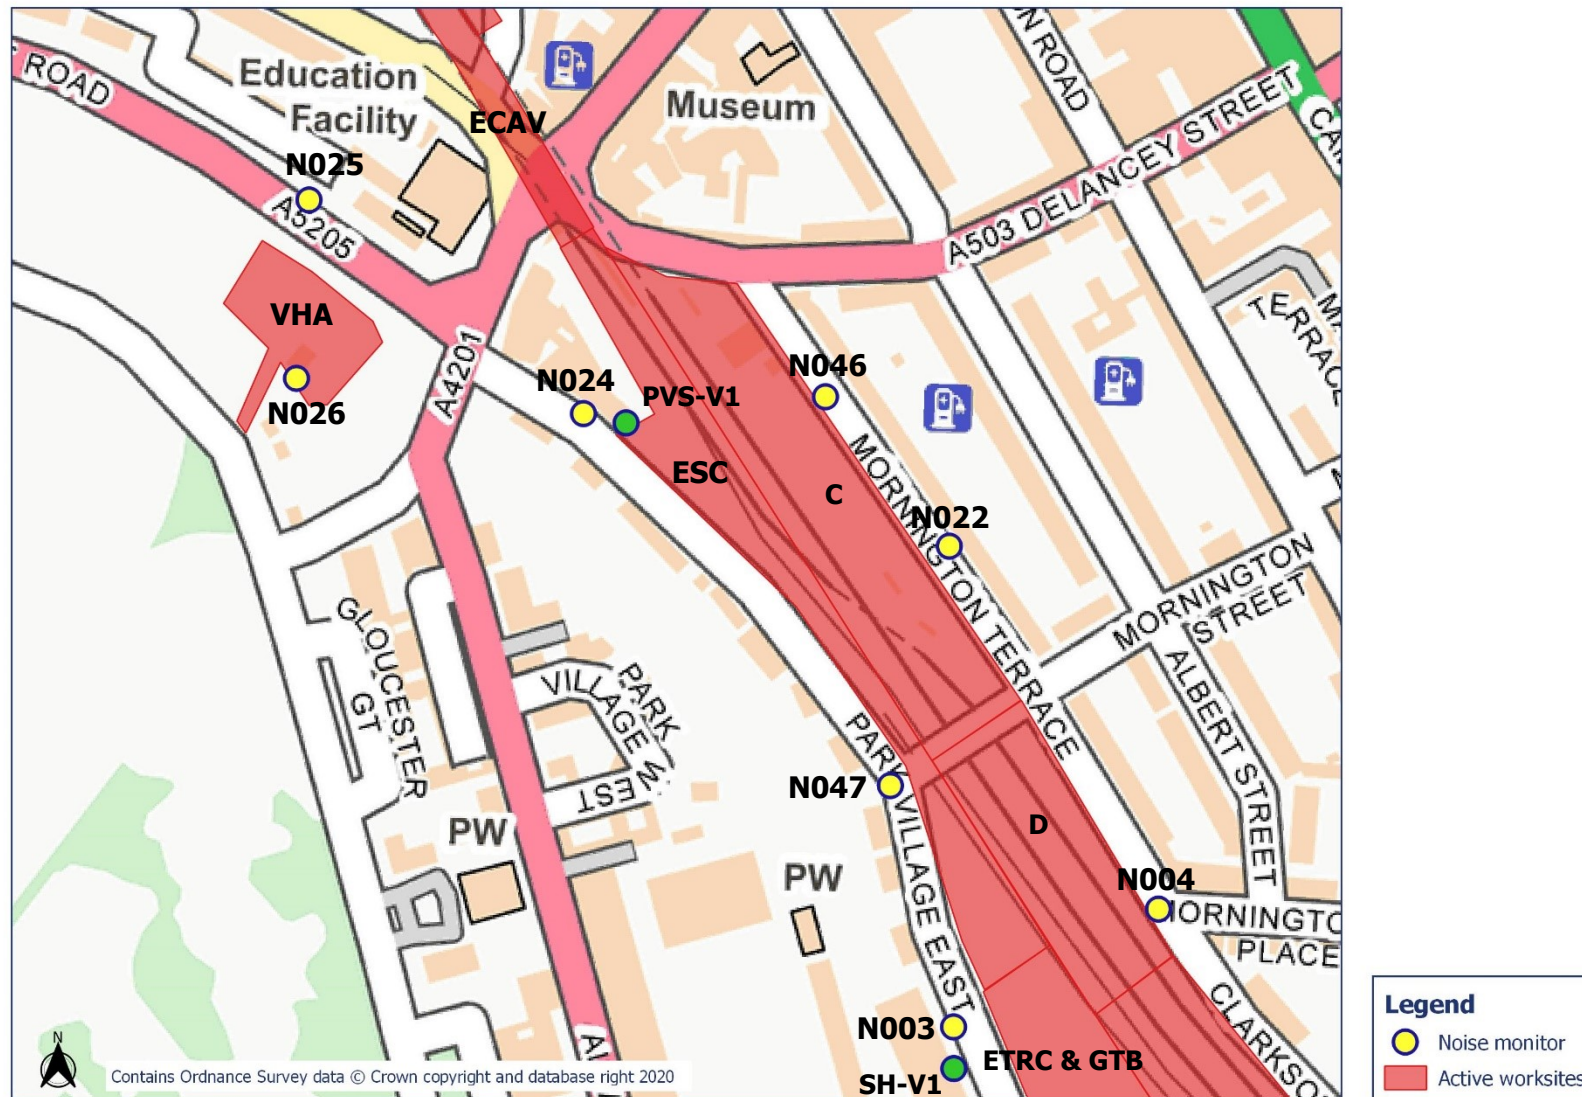 ROAD
Education
Facility
ECAV
Museum
ON ROAD
A503 DELANCEY STREET
N025
A5205
VHA
N026
A4201
N024
PVS-V1
N046
ESC
C
N022
MORNINGTON TERRACE
MORNINGTON
STREET
TERRACE
ALBERT STREET
GLOUCESTER
GT
PARK
VILLAGE WEST
PARK VILLAGE EAST
N047
D
PW
PW
N004
MORNINGTO
PLACE
N003
SH-V1
ETRC & GTB
CLARKSO
N
Contains Ordnance Survey data © Crown copyright and database right 2020
Legend
Noise monitor
Active worksites